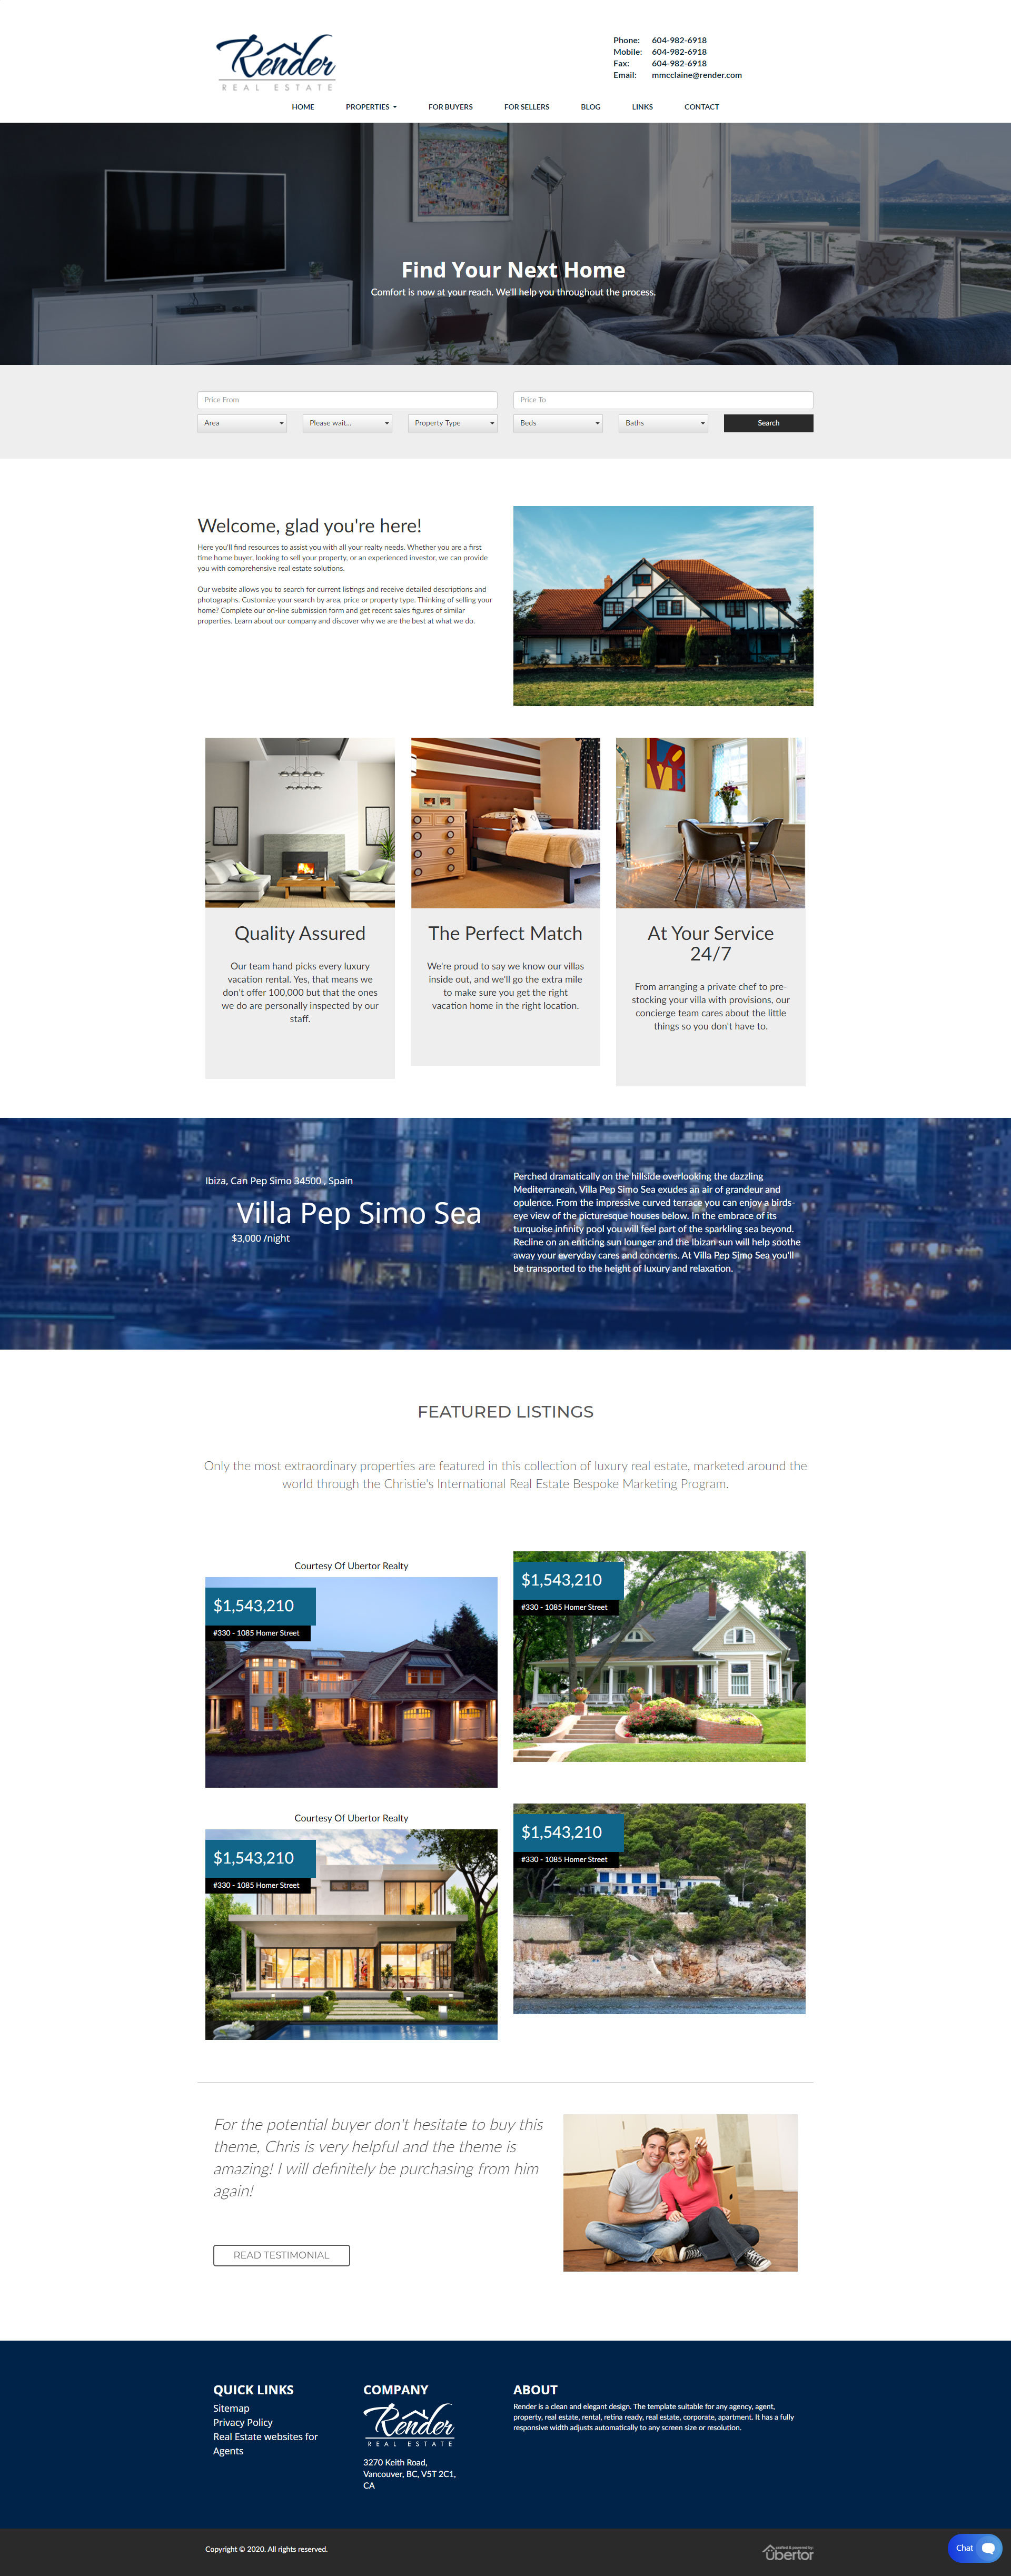 Render
REAL ESTATE
Phone: 604-982-6918
Mobile: 604-982-6918
Fax: 604-982-6918
Email: mmcclaine@render.com
HOME PROPERTIES FOR BUYERS FOR SELLERS BLOG LINKS CONTACT
Find Your Next Home
Comfort is now at your reach. We'll help you throughout the process.
Price From Price To
Area Please wait... Property Type Beds Baths Search
Welcome, glad you're here!
Here you'll find resources to assist you with all your realty needs. Whether you are a first
time home buyer, looking to sell your property, or an experienced investor, we can provide
you with comprehensive real estate solutions.
Our website allows you to search for current listings and receive detailed descriptions and
photographs. Customize your search by area, price or property type. Thinking of selling your
home? Complete our on-line submission form and get recent sales figures of similar
properties. Learn about our company and discover why we are the best at what we do.
Quality Assured
Our team hand picks every luxury
vacation rental. Yes, that means we
don't offer 100,000 but that the ones
we do are personally inspected by our
staff.
The Perfect Match
We're proud to say we know our villas
inside out, and we'll go the extra mile
to make sure you get the right
vacation home in the right location.
At Your Service
24/7
From arranging a private chef to pre-
stocking your villa with provisions, our
concierge team cares about the little
things so you don't have to.
Ibiza, Can Pep Simo 34500 , Spain
Villa Pep Simo Sea
$3,000 /night
Perched dramatically on the hillside overlooking the dazzling
Mediterranean, Villa Pep Simo Sea exudes an air of grandeur and
opulence. From the impressive curved terrace you can enjoy a birds-
eye view of the picturesque houses below. In the embrace of its
turquoise infinity pool you will feel part of the sparkling sea beyond.
Recline on an enticing sun lounger and the Ibizan sun will help soothe
away your everyday cares and concerns. At Villa Pep Simo Sea you'll
be transported to the height of luxury and relaxation.
FEATURED LISTINGS
Only the most extraordinary properties are featured in this collection of luxury real estate, marketed around the
world through the Christie's International Real Estate Bespoke Marketing Program.
Courtesy Of Ubertor Realty
$1,543,210
#330 - 1085 Homer Street
$1,543,210
#330 - 1085 Homer Street
Courtesy Of Ubertor Realty
$1,543,210
#330 - 1085 Homer Street
$1,543,210
#330 - 1085 Homer Street
For the potential buyer don't hesitate to buy this
theme, Chris is very helpful and the theme is
amazing! I will definitely be purchasing from him
again!
READ TESTIMONIAL
QUICK LINKS
Sitemap
Privacy Policy
Real Estate websites for
Agents
COMPANY
Render
REAL ESTATE
3270 Keith Road,
Vancouver, BC, V5T 2C1,
CA
ABOUT
Render is a clean and elegant design. The template suitable for any agency, agent,
property, real estate, rental, retina ready, real estate, corporate, apartment. It has a fully
responsive width adjusts automatically to any screen size or resolution.
Copyright © 2020. All rights reserved.
ubertor
Chat